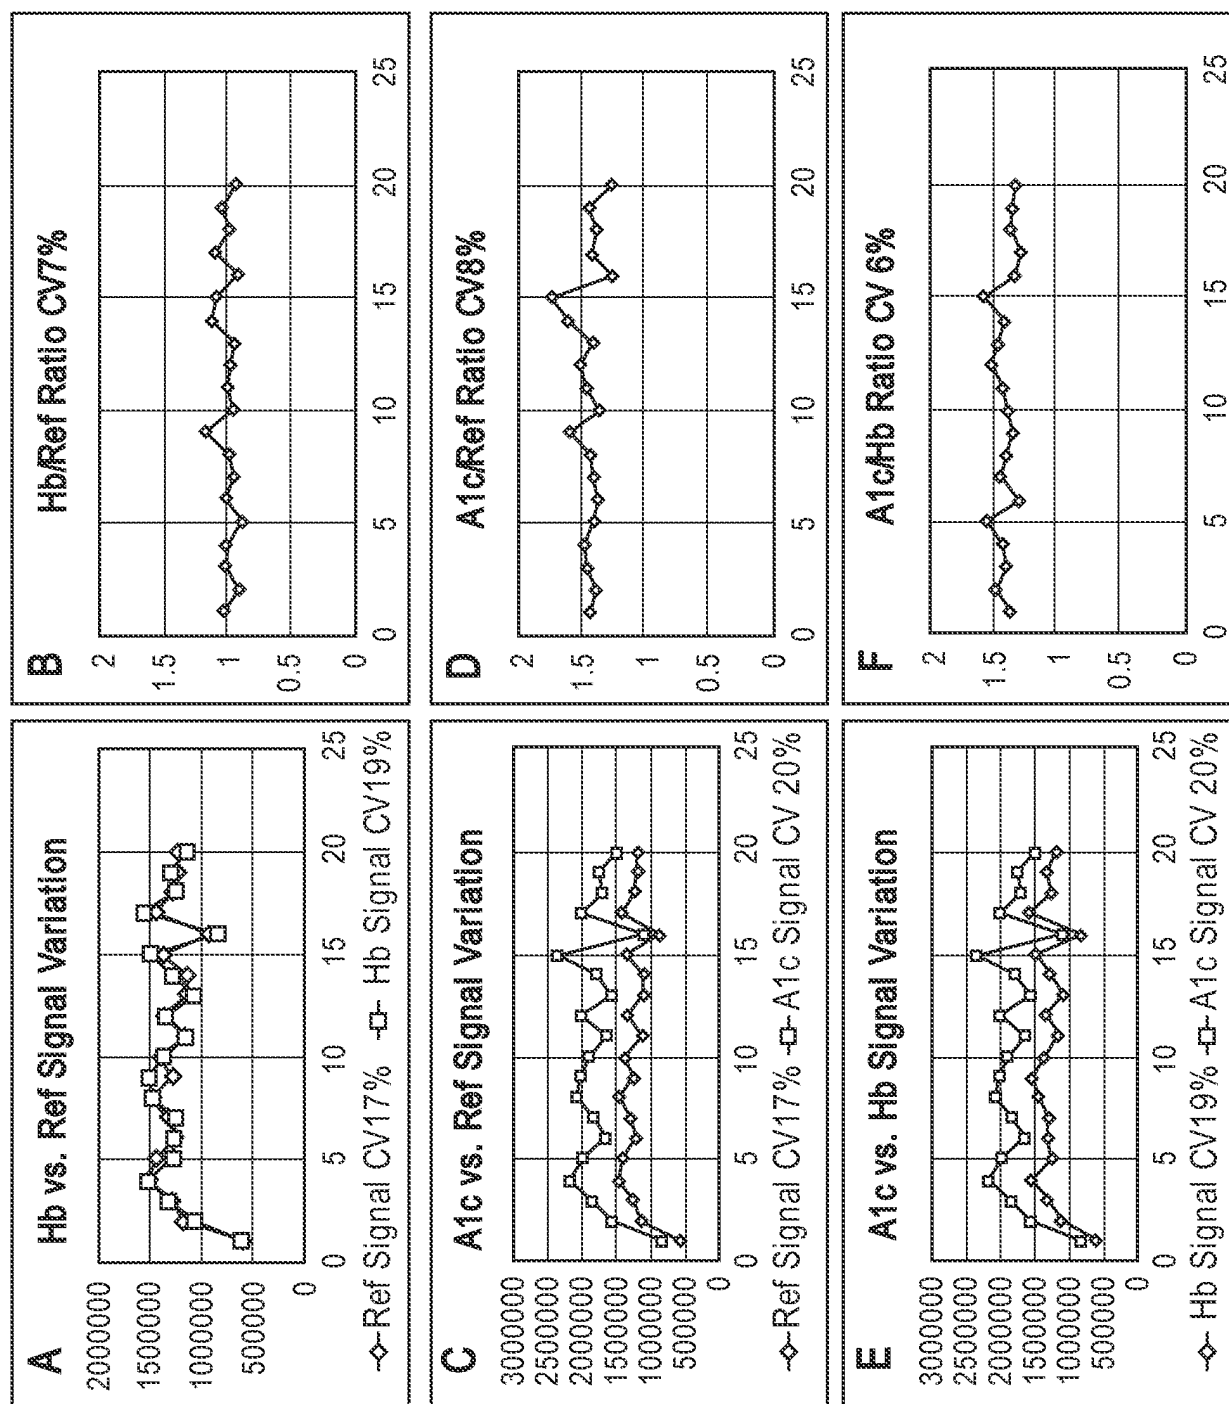 A
Hb vs. Ref Signal Variation
2000000
1500000
1000000
500000
0
0 5 10 15 20 25
Ref Signal CV17% Hb Signal CV19%
B
Hb/Ref Ratio CV7%
2
1.5
1
0.5
0
0 5 10 15 20 25
C
A1c vs. Ref Signal Variation
3000000
2500000
2000000
1500000
1000000
500000
0
0 5 10 15 20 25
Ref Signal CV17% A1c Signal CV 20%
D
A1c/Ref Ratio CV8%
2
1.5
1
0.5
0
0 5 10 15 20 25
E
A1c vs. Hb Signal Variation
3000000
2500000
2000000
1500000
1000000
500000
0
0 5 10 15 20 25
Hb Signal CV19% A1c Signal CV 20%
F
A1c/Hb Ratio CV 6%
2
1.5
1
0.5
0
0 5 10 15 20 25